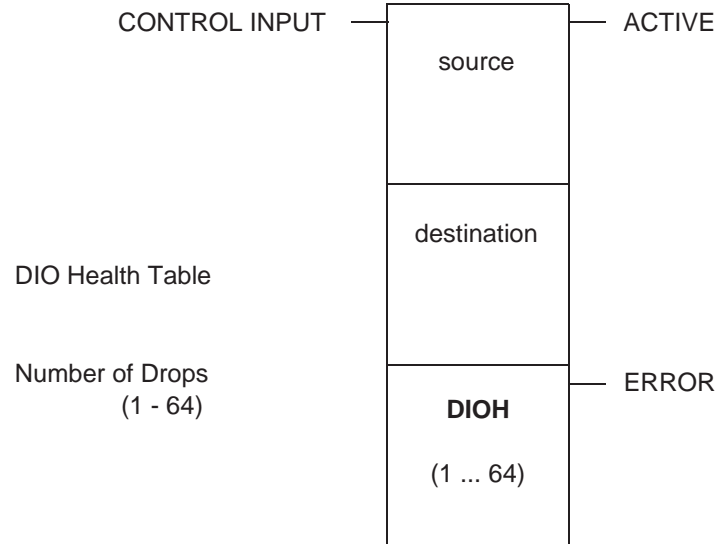 CONTROL INPUT
ACTIVE
source
destination
DIO Health Table
Number of Drops
(1 - 64)
ERROR
DIOH
(1 ... 64)